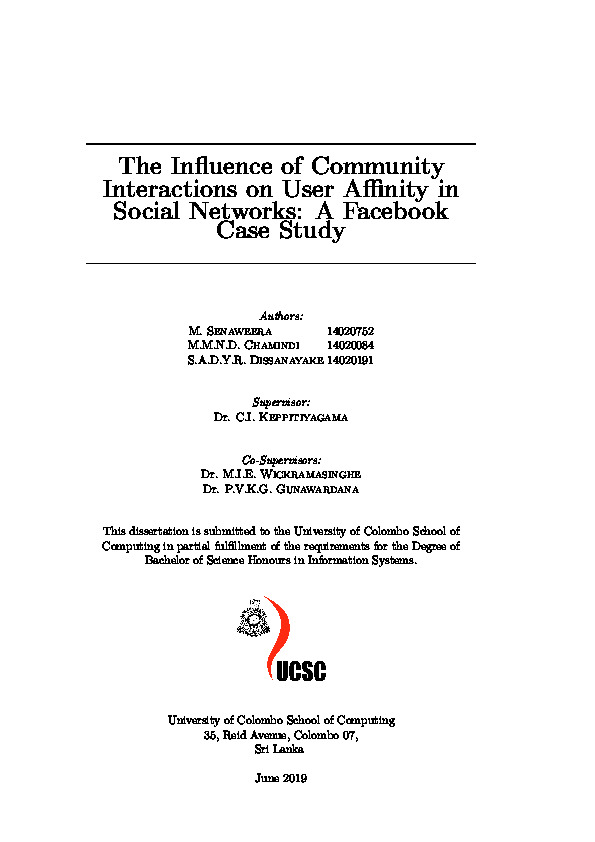 The Influence of Community
Interactions on User Affinity in
Social Networks: A Facebook
Case Study
Authors:
M. Senaweera 14020752
M.M.N.D. Chamindi 14020084
S.A.D.Y.R. Dissanayake 14020191
Supervisor:
Dr. C.I. Keppitiyagama
Co-Supervisors:
Dr. M.I.E. Wickramasinghe
Dr. P.V.K.G. Gunawardana
This dissertation is submitted to the University of Colombo School of
Computing in partial fulfillment of the requirements for the Degree of
Bachelor of Science Honours in Information Systems.
UCSC
University of Colombo School of Computing
35, Reid Avenue, Colombo 07,
Sri Lanka
June 2019